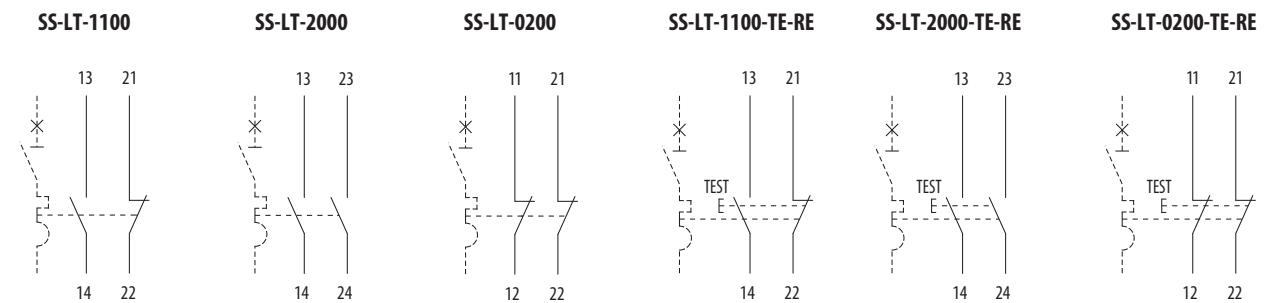 SS-LT-1100 SS-LT-2000 SS-LT-0200 SS-LT-1100-TE-RE SS-LT-2000-TE-RE SS-LT-0200-TE-RE
13 21 13 23 11 21 13 21 13 23 11 21
TEST TEST TEST
14 22 14 24 12 22 14 22 14 24 12 22